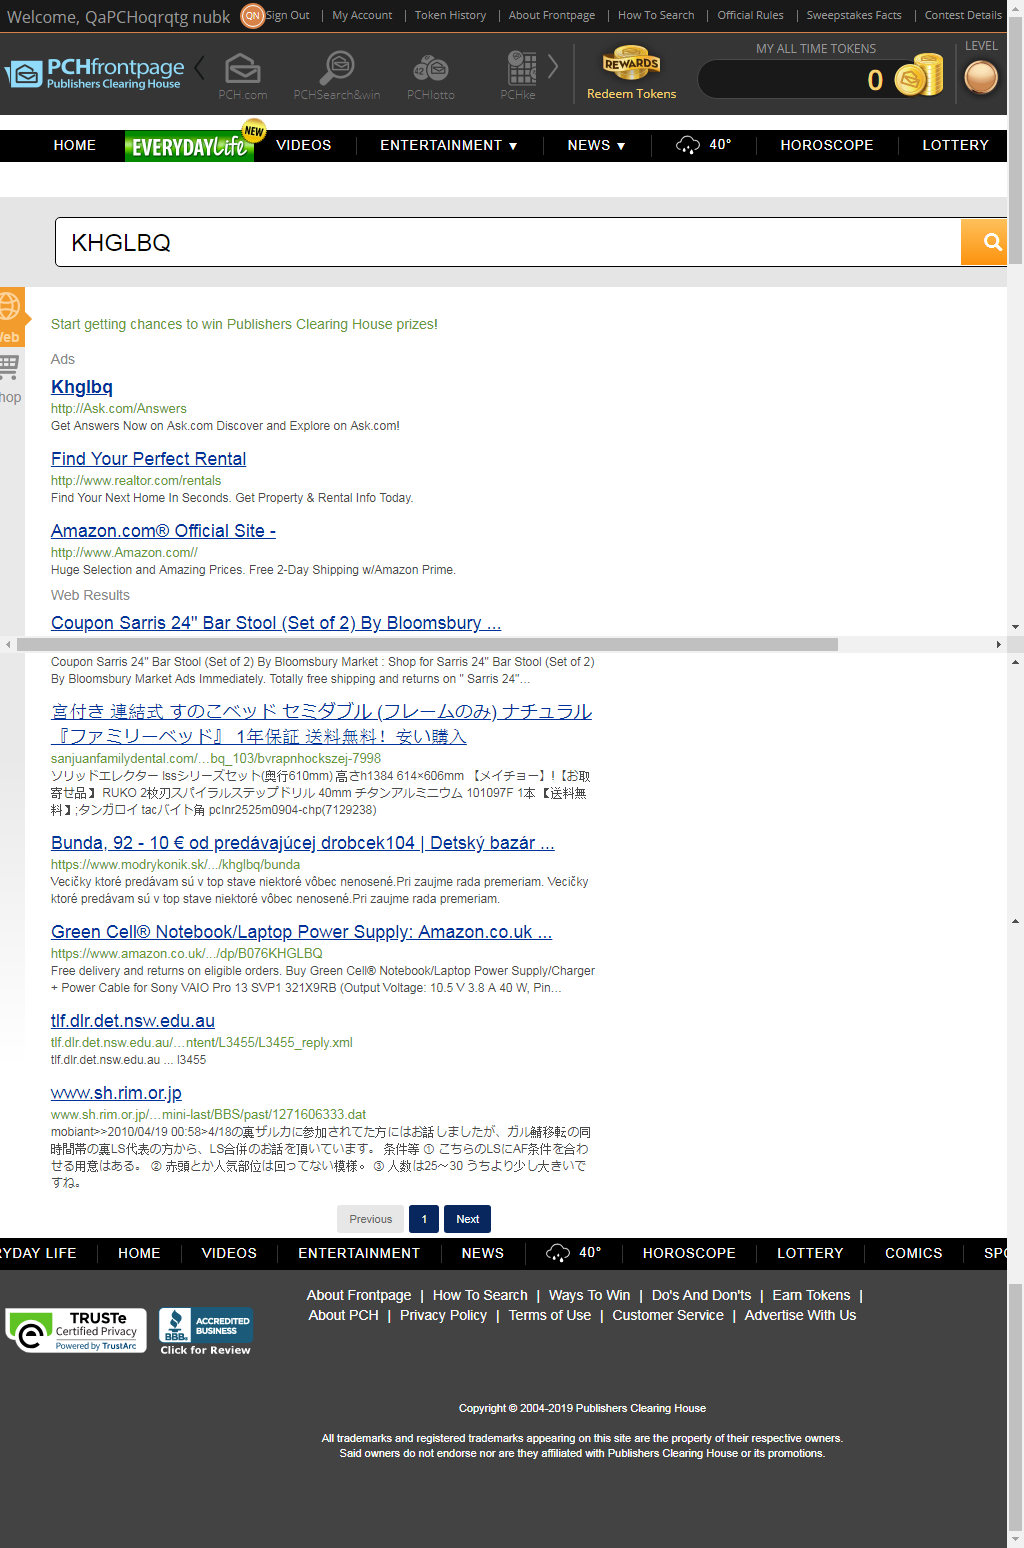 Welcome, QaPCHoqrqtg nubk QN Sign Out | My Account | Token History | About Frontpage | How To Search | Official Rules | Sweepstakes Facts | Contest Details
PCHfrontpage
Publishers Clearing House
PCH.com PCHSearch&win PCHlotto PCHke
42
REWARDS
Redeem Tokens
MY ALL TIME TOKENS
0
LEVEL
HOME EVERYDAY Life NEW VIDEOS ENTERTAINMENT ▼ NEWS ▼ 40° HOROSCOPE LOTTERY
KHGLBQ
Web
Shop
Start getting chances to win Publishers Clearing House prizes!
Ads
Khglbq
http://Ask.com/Answers
Get Answers Now on Ask.com Discover and Explore on Ask.com!
Find Your Perfect Rental
http://www.realtor.com/rentals
Find Your Next Home In Seconds. Get Property & Rental Info Today.
Amazon.com® Official Site -
http://www.Amazon.com//
Huge Selection and Amazing Prices. Free 2-Day Shipping w/Amazon Prime.
Web Results
Coupon Sarris 24" Bar Stool (Set of 2) By Bloomsbury ...
Coupon Sarris 24" Bar Stool (Set of 2) By Bloomsbury Market : Shop for Sarris 24" Bar Stool (Set of 2)
By Bloomsbury Market Ads Immediately. Totally free shipping and returns on " Sarris 24"...
宮付き 連結式 すのこベッド セミダブル (フレームのみ) ナチュラル
『ファミリーベッド』 1年保証 送料無料！ 安い購入
sanjuanfamilydental.com/...bq_103/bvrapnhockszej-7998
ソリッドエレクター lssシリーズセット(奥行610mm) 高さh1384 614×606mm 【メイチョー】!【お取
寄せ品】 RUKO 2枚刃スパイラルステップドリル 40mm チタンアルミニウム 101097F 1本 【送料無
料】;タンガロイ tacバイト角 pclnr2525m0904-chp(7129238)
Bunda, 92 - 10 € od predávajúcej drobcek104 | Detský bazár ...
https://www.modrykonik.sk/.../khglbq/bunda
Vecičky ktoré predávam sú v top stave niektoré vôbec nenosené.Pri zaujme rada premeriam. Vecičky
ktoré predávam sú v top stave niektoré vôbec nenosené.Pri zaujme rada premeriam.
Green Cell® Notebook/Laptop Power Supply: Amazon.co.uk ...
https://www.amazon.co.uk/.../dp/B076KHGLBQ
Free delivery and returns on eligible orders. Buy Green Cell® Notebook/Laptop Power Supply/Charger
+ Power Cable for Sony VAIO Pro 13 SVP1 321X9RB (Output Voltage: 10.5 V 3.8 A 40 W, Pin...
tlf.dlr.det.nsw.edu.au
tlf.dlr.det.nsw.edu.au/...ntent/L3455/L3455_reply.xml
tlf.dlr.det.nsw.edu.au ... l3455
www.sh.rim.or.jp
www.sh.rim.or.jp/...mini-last/BBS/past/1271606333.dat
mobiant>>2010/04/19 00:58>4/18の裏ザルカに参加されてた方にはお話しましたが、ガル鯖移転の同
時間帯の裏LS代表の方から、LS合併のお話を頂いています。 条件等 ① こちらのLSにAF条件を合わ
せる用意はある。 ② 赤頭とか人気部位は回ってない模様。 ③ 人数は25～30 うちより少し大きいで
すね。
Previous 1 Next
RYDAY LIFE HOME VIDEOS ENTERTAINMENT NEWS 40° HOROSCOPE LOTTERY COMICS SPO
About Frontpage | How To Search | Ways To Win | Do's And Don'ts | Earn Tokens |
About PCH | Privacy Policy | Terms of Use | Customer Service | Advertise With Us
TRUSTe
Certified Privacy
Powered by TrustArc
BBB
ACCREDITED
BUSINESS
Click for Review
Copyright © 2004-2019 Publishers Clearing House
All trademarks and registered trademarks appearing on this site are the property of their respective owners.
Said owners do not endorse nor are they affiliated with Publishers Clearing House or its promotions.